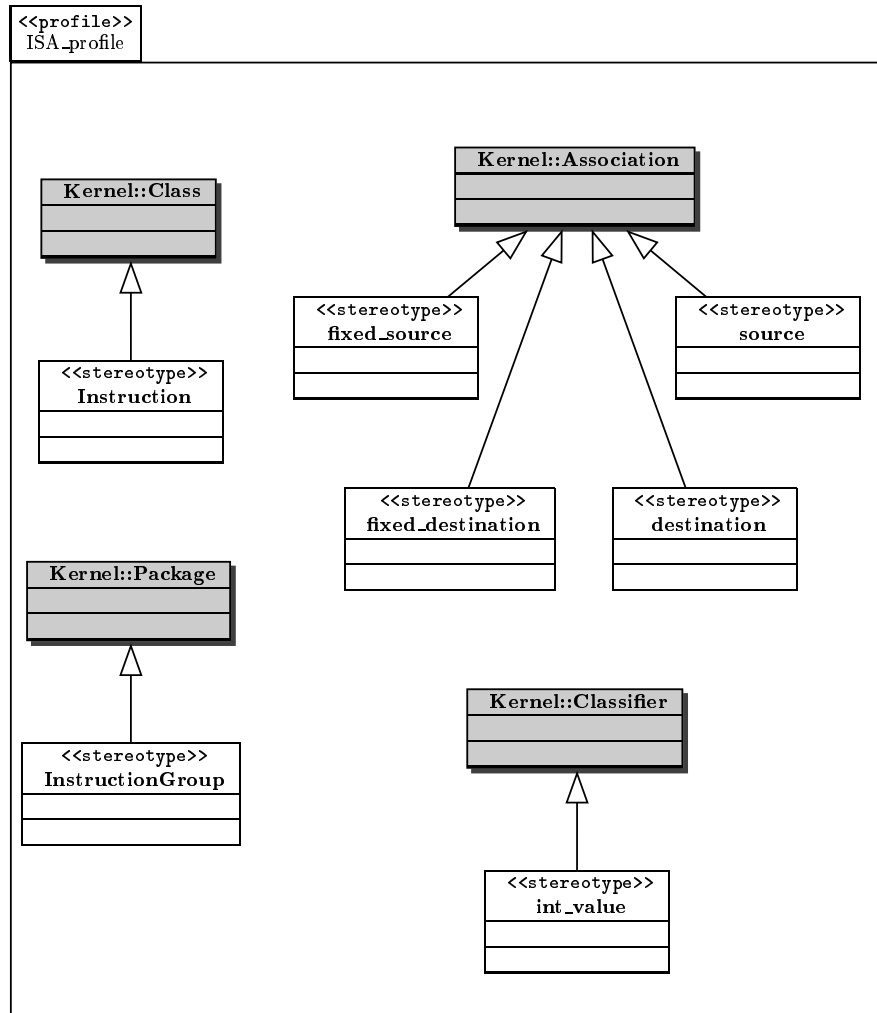 <<profile>>
ISA_profile
Kernel::Association
Kernel::Class
<<stereotype>>
fixed_source
<<stereotype>>
source
<<stereotype>>
Instruction
<<stereotype>>
fixed_destination
<<stereotype>>
destination
Kernel::Package
Kernel::Classifier
<<stereotype>>
InstructionGroup
<<stereotype>>
int_value